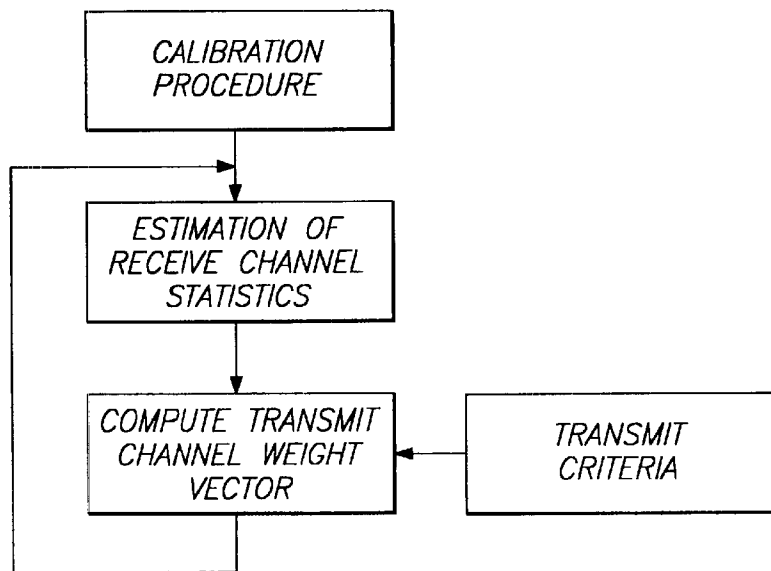 CALIBRATION
PROCEDURE
ESTIMATION OF
RECEIVE CHANNEL
STATISTICS
COMPUTE TRANSMIT
CHANNEL WEIGHT
VECTOR
TRANSMIT
CRITERIA